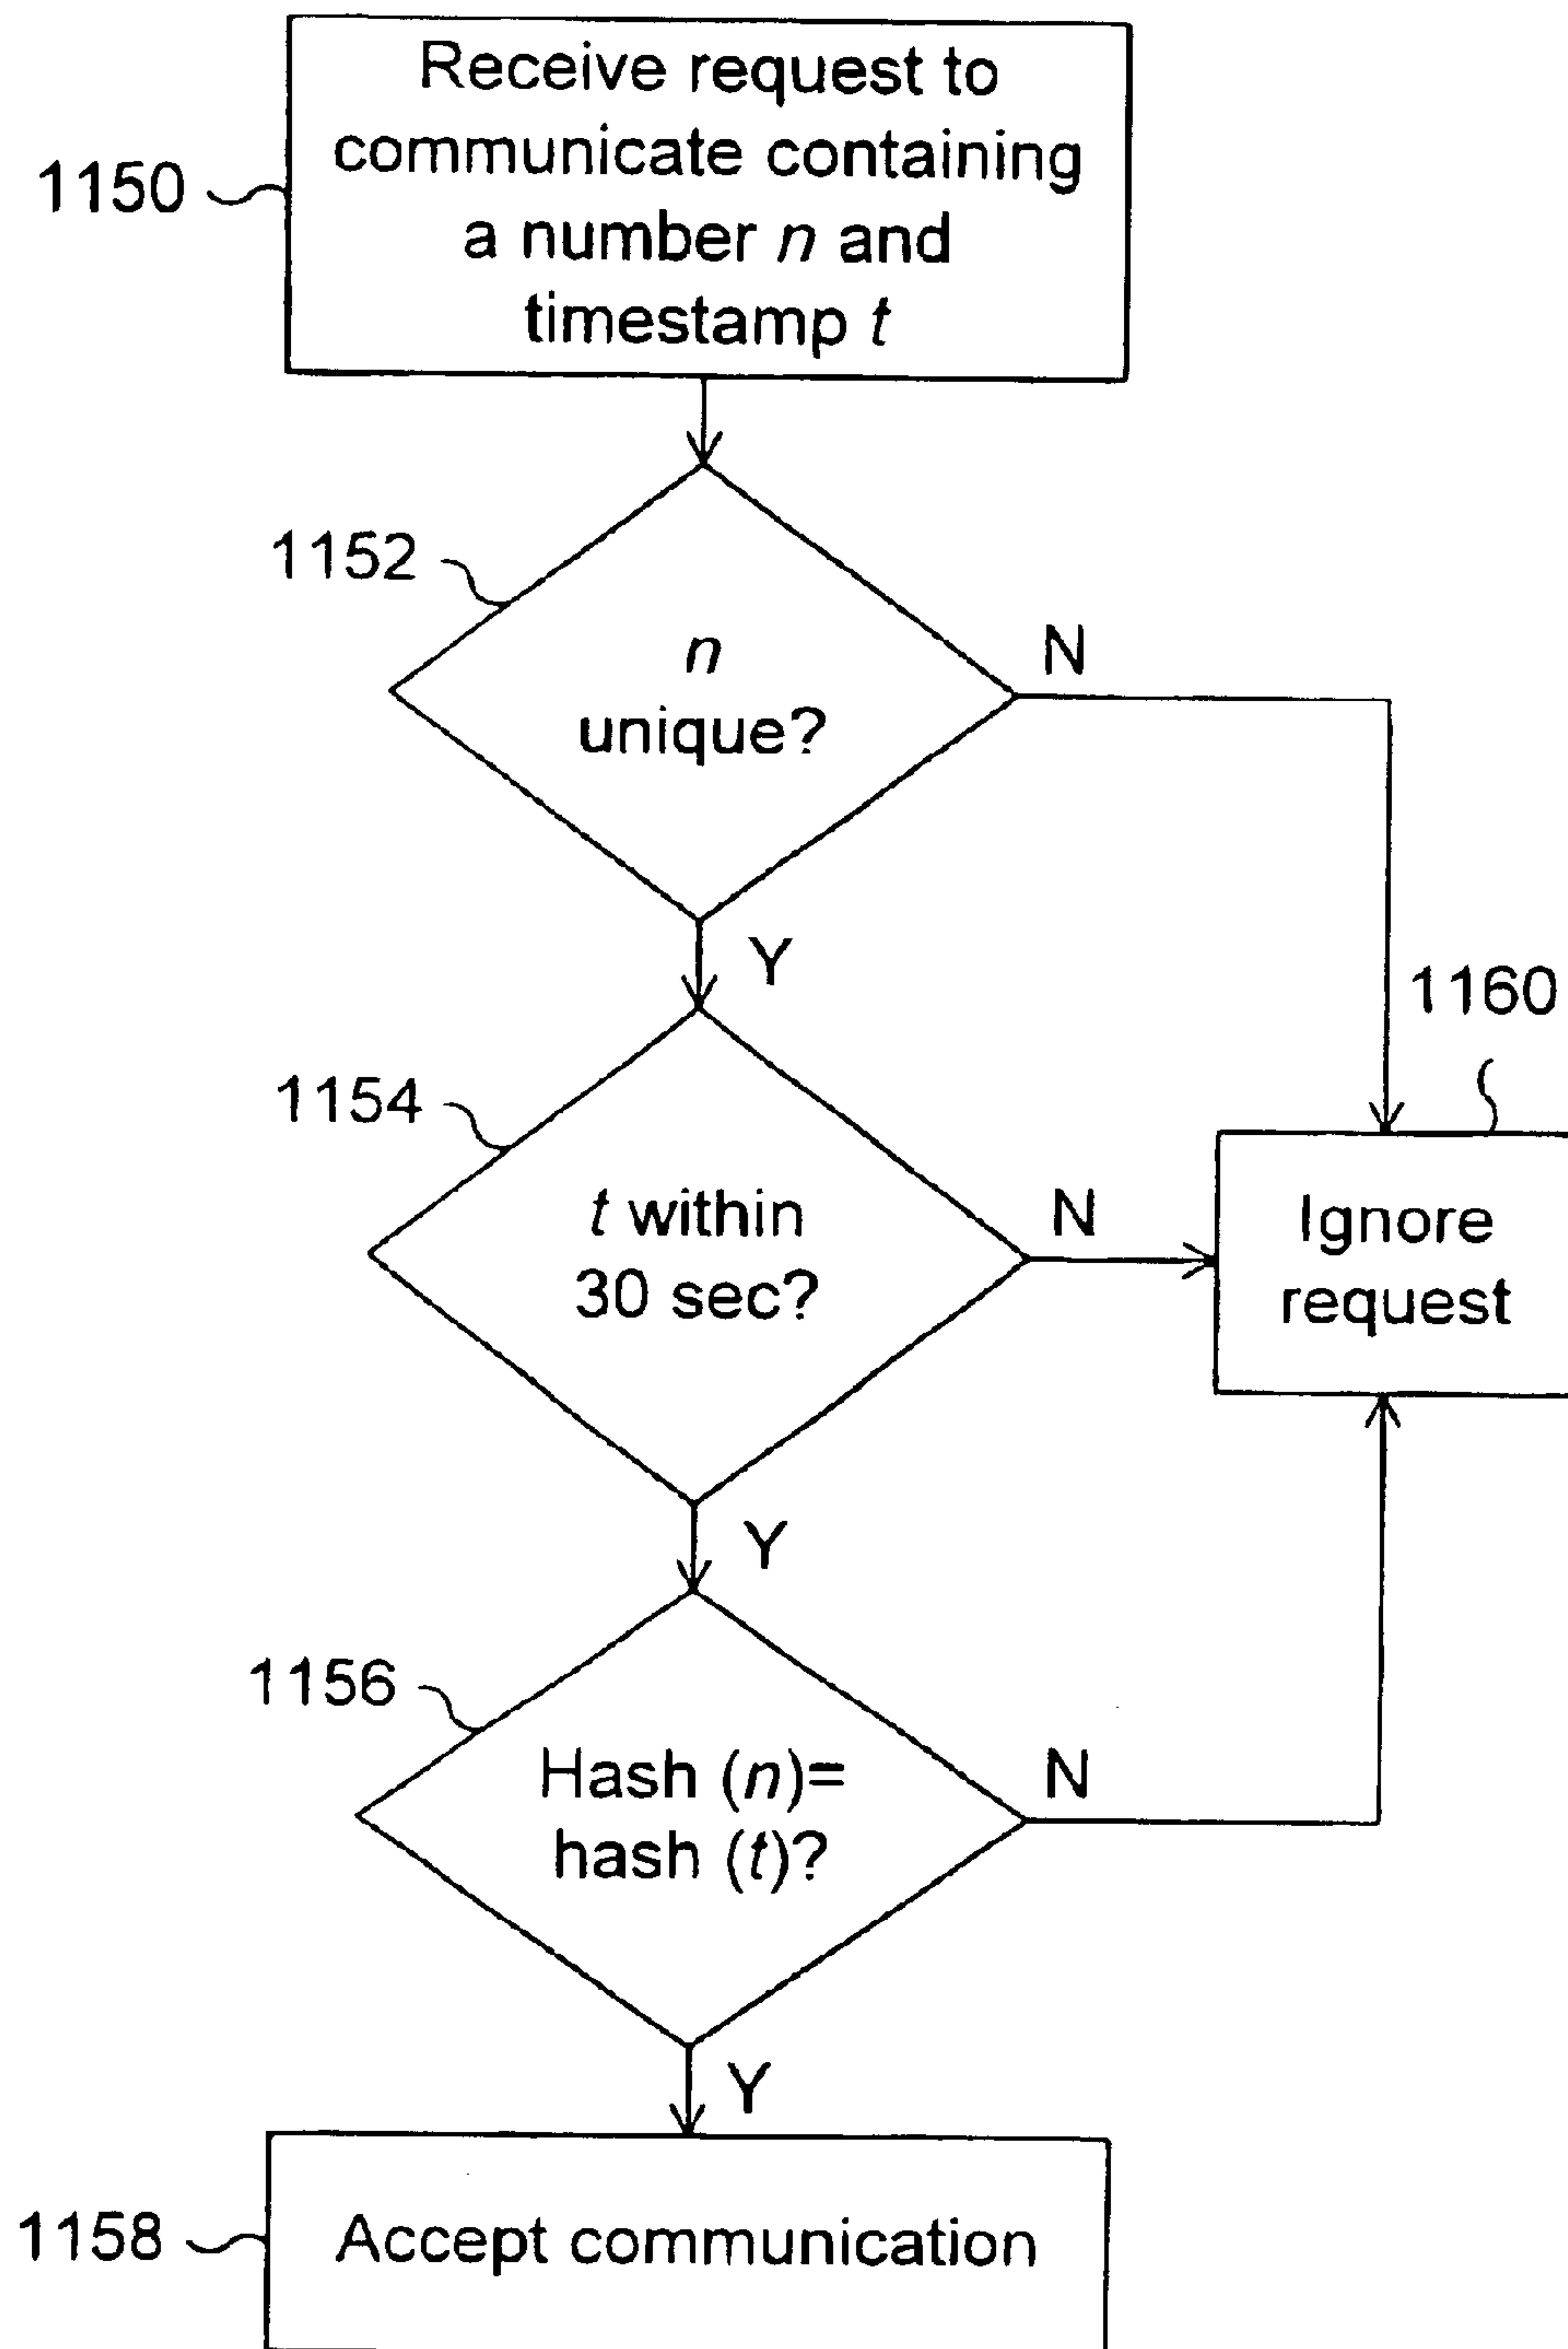 Receive request to
communicate containing
a number n and
timestamp t
1150
1152
n
unique?
N
Y
1160
1154
t within
30 sec?
N
Ignore
request
Y
1156
Hash (n)=
hash (t)?
N
Y
1158
Accept communication